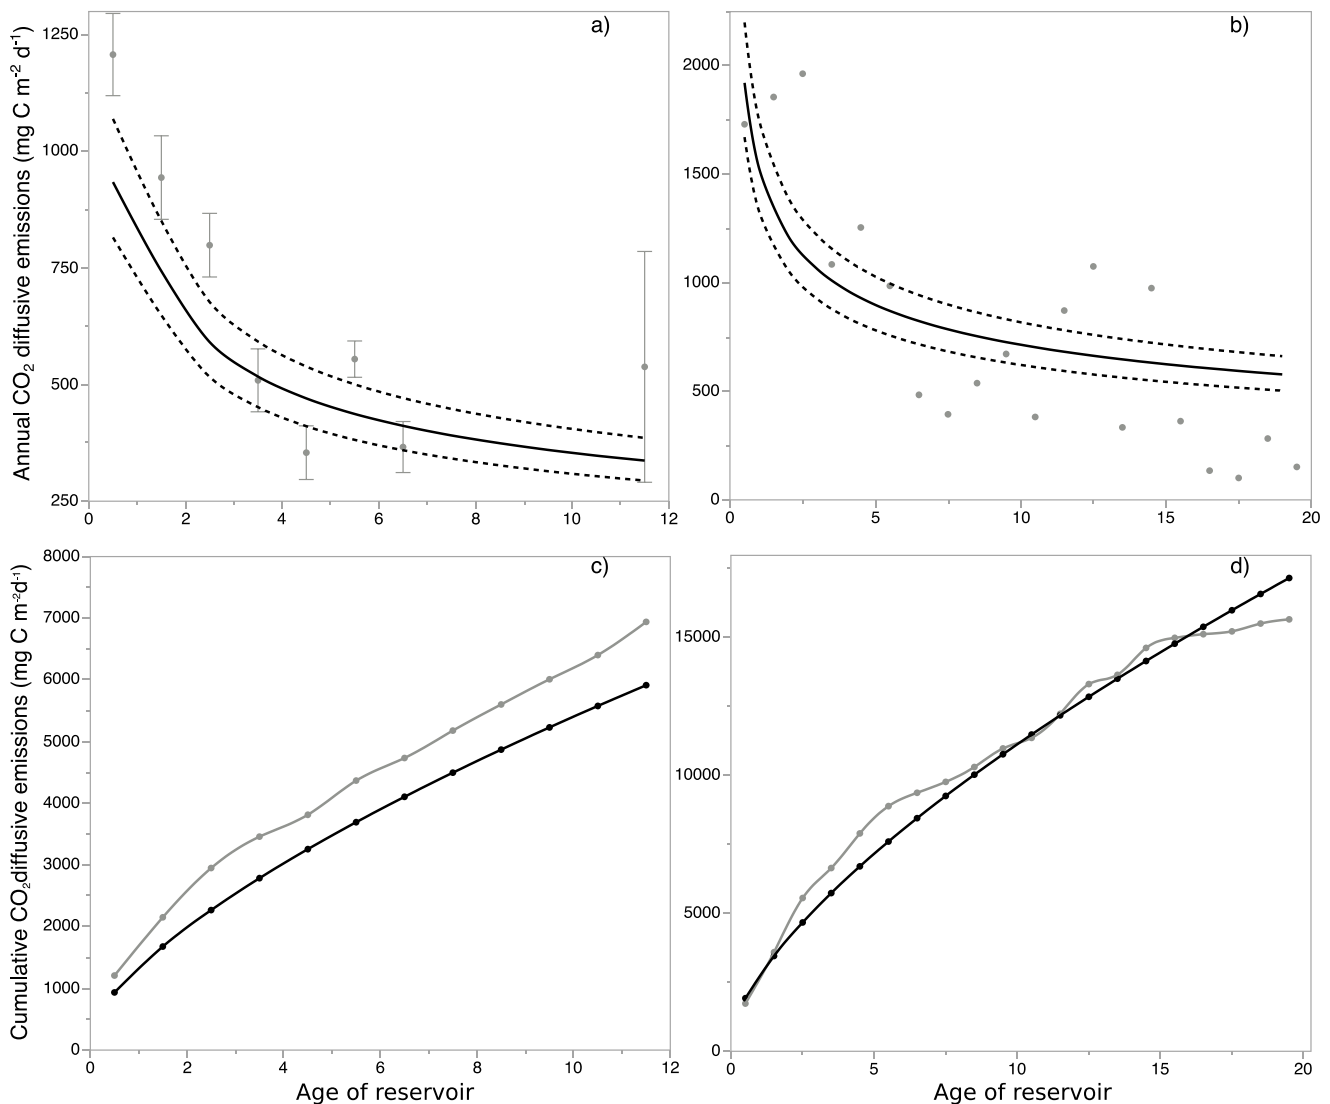 a)
b)
Annual CO2 diffusive emissions (mg C m-2 d-1)
1250
1000
750
500
250
0 2 4 6 8 10 12
2000
1500
1000
500
0
0 5 10 15 20
c)
d)
Cumulative CO2diffusive emissions (mg C m-2d-1)
8000
7000
6000
5000
4000
3000
2000
1000
0
0 2 4 6 8 10 12
Age of reservoir
15000
10000
5000
0
0 5 10 15 20
Age of reservoir